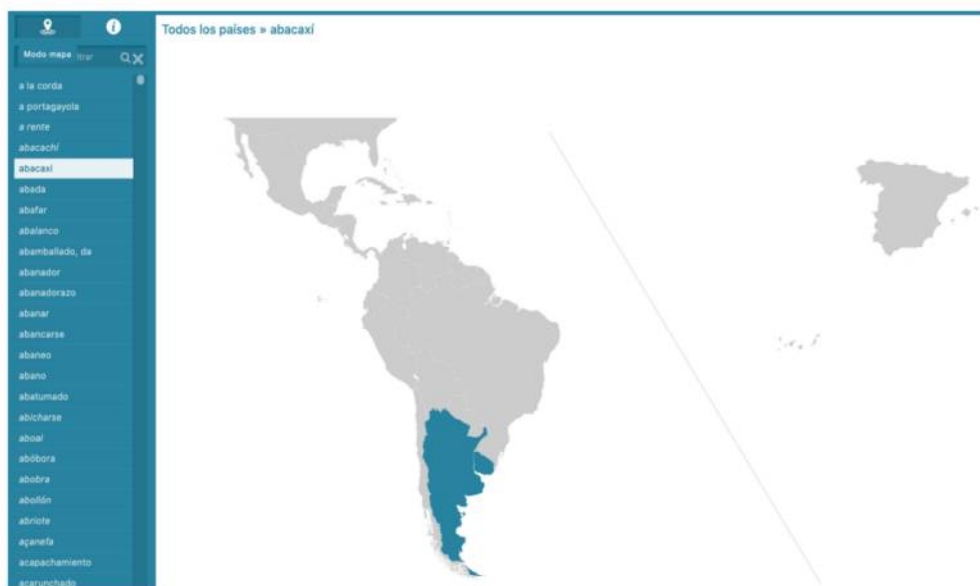 Todos los países » abacaxí
Modo mapa
trar
a la corda
a portagayola
a rente
abacachí
abacaxí
abada
abafar
abalanco
abamballado, da
abanador
abanadorazo
abanar
abancarse
abaneo
abano
abatumado
abicharse
aboal
abóbora
abobra
abollón
abriote
açanefa
acapachamiento
acarunchado